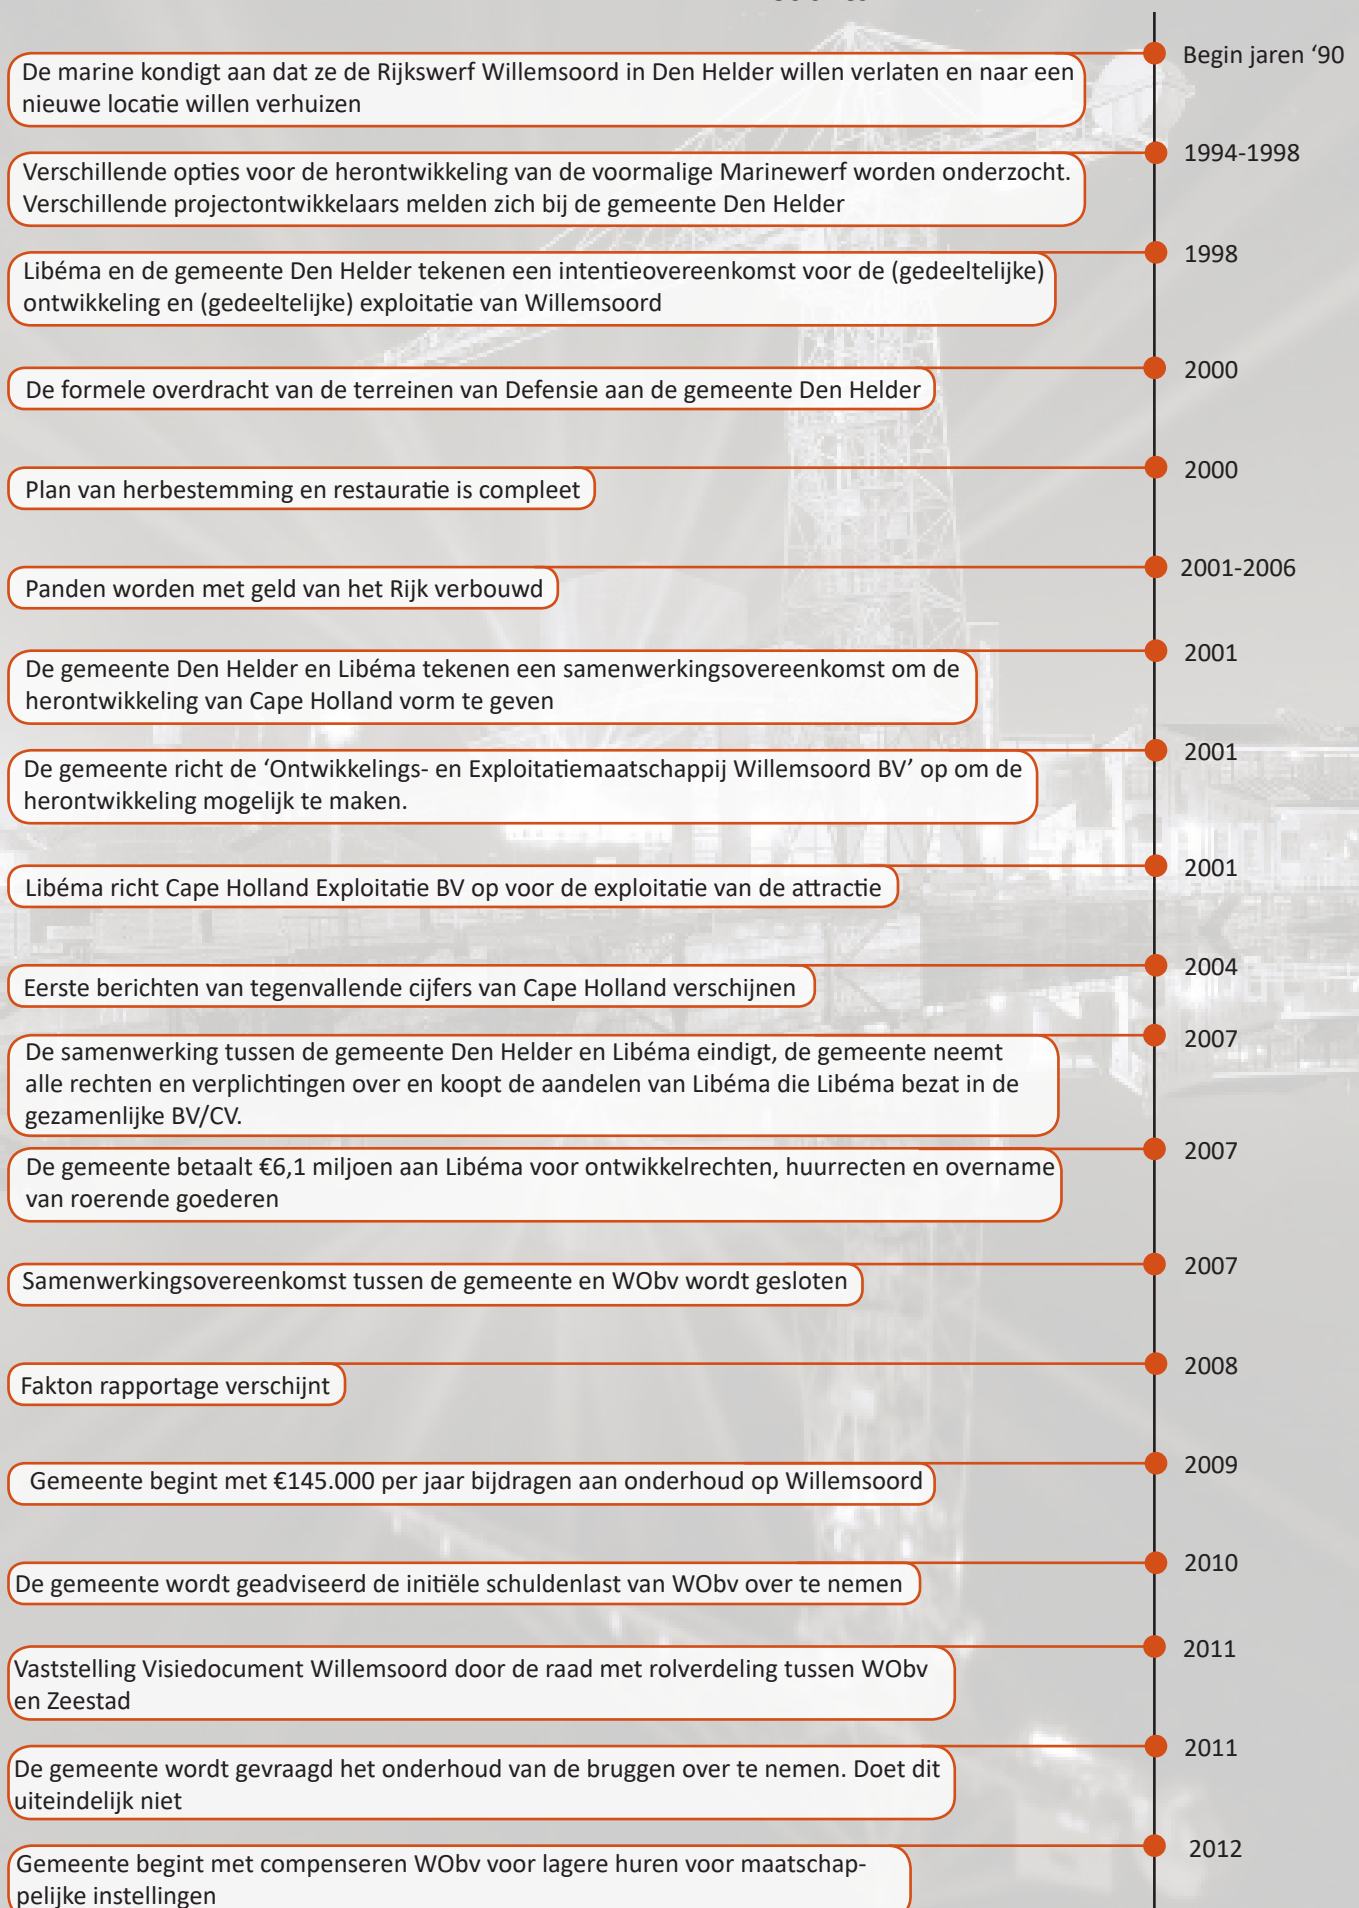 Begin jaren ‘90
De marine kondigt aan dat ze de Rijkswerf Willemsoord in Den Helder willen verlaten en naar een
nieuwe locatie willen verhuizen
1994-1998
Verschillende opties voor de herontwikkeling van de voormalige Marinewerf worden onderzocht.
Verschillende projectontwikkelaars melden zich bij de gemeente Den Helder
1998
Libéma en de gemeente Den Helder tekenen een intentieovereenkomst voor de (gedeeltelijke)
ontwikkeling en (gedeeltelijke) exploitatie van Willemsoord
2000
De formele overdracht van de terreinen van Defensie aan de gemeente Den Helder
2000
Plan van herbestemming en restauratie is compleet
2001-2006
Panden worden met geld van het Rijk verbouwd
2001
De gemeente Den Helder en Libéma tekenen een samenwerkingsovereenkomst om de
herontwikkeling van Cape Holland vorm te geven
2001
De gemeente richt de ‘Ontwikkelings- en Exploitatiemaatschappij Willemsoord BV’ op om de
herontwikkeling mogelijk te maken.
2001
Libéma richt Cape Holland Exploitatie BV op voor de exploitatie van de attractie
2004
Eerste berichten van tegenvallende cijfers van Cape Holland verschijnen
2007
De samenwerking tussen de gemeente Den Helder en Libéma eindigt, de gemeente neemt
alle rechten en verplichtingen over en koopt de aandelen van Libéma die Libéma bezat in de
gezamenlijke BV/CV.
2007
De gemeente betaalt €6,1 miljoen aan Libéma voor ontwikkelrechten, huurrecten en overname
van roerende goederen
2007
Samenwerkingsovereenkomst tussen de gemeente en WObv wordt gesloten
2008
Fakton rapportage verschijnt
2009
Gemeente begint met €145.000 per jaar bijdragen aan onderhoud op Willemsoord
2010
De gemeente wordt geadviseerd de initiële schuldenlast van WObv over te nemen
2011
Vaststelling Visiedocument Willemsoord door de raad met rolverdeling tussen WObv
en Zeestad
2011
De gemeente wordt gevraagd het onderhoud van de bruggen over te nemen. Doet dit
uiteindelijk niet
2012
Gemeente begint met compenseren WObv voor lagere huren voor maatschap-
pelijke instellingen